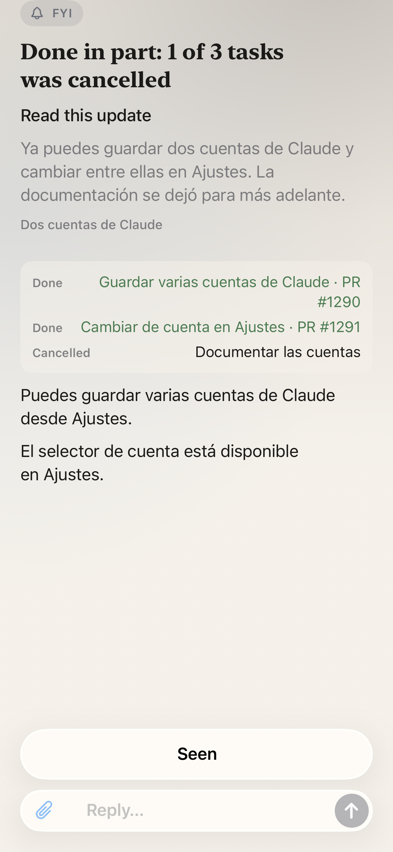 FYI
Done in part: 1 of 3 tasks
was cancelled
Read this update
Ya puedes guardar dos cuentas de Claude y
cambiar entre ellas en Ajustes. La
documentación se dejó para más adelante.
Dos cuentas de Claude
Done Guardar varias cuentas de Claude · PR
#1290
Done Cambiar de cuenta en Ajustes · PR #1291
Cancelled Documentar las cuentas
Puedes guardar varias cuentas de Claude
desde Ajustes.
El selector de cuenta está disponible
en Ajustes.
Seen
Reply...